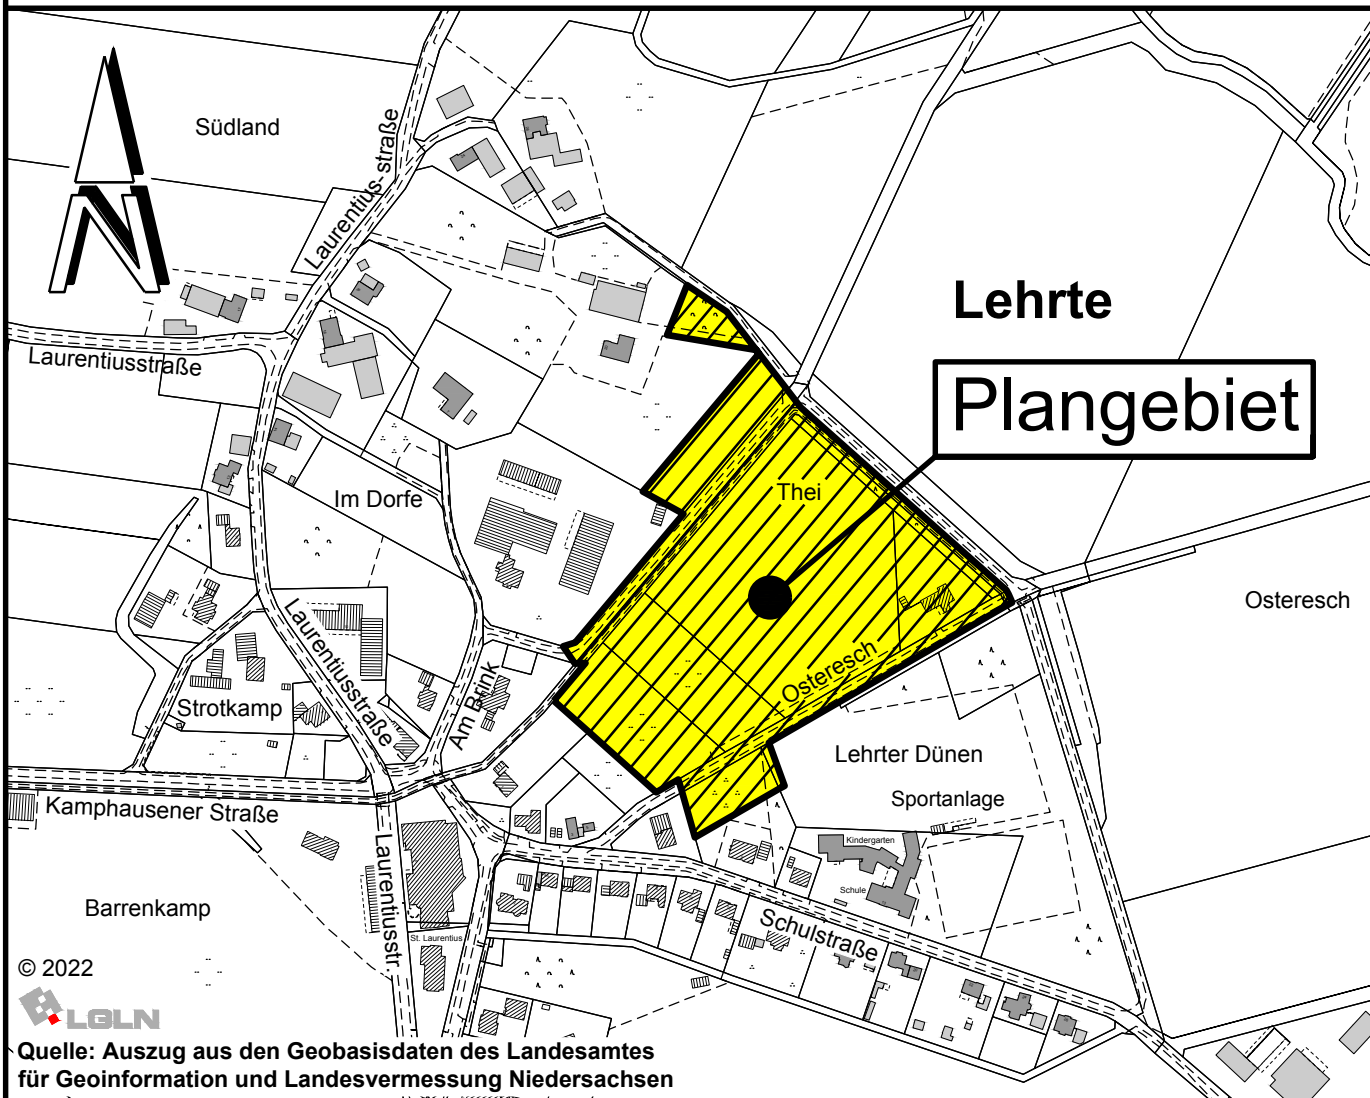 Südland
Laurentius-straße
N
Lehrte
Laurentiusstraße
Plangebiet
Thei
Im Dorfe
Osteresch
Laurentiusstraße
Osteresch
Am Brink
Strotkamp
Lehrter Dünen
Sportanlage
Kamphausener Straße
Kindergarten
Laurentiusstr
Schule
Barrenkamp
Schulstraße
St. Laurentius
© 2022
LGLN
Quelle: Auszug aus den Geobasisdaten des Landesamtes
für Geoinformation und Landesvermessung Niedersachsen